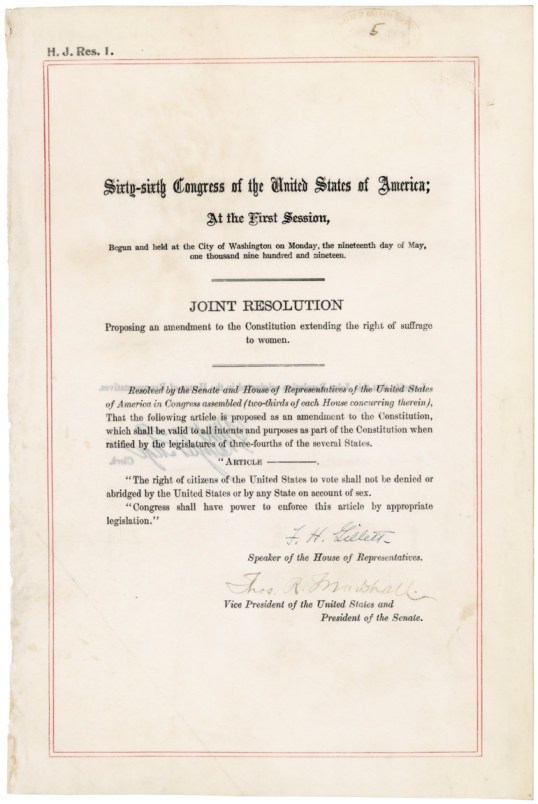 5
H. J. Res. 1.
Sixty-sixth Congress of the United States of America;
At the First Session,
Begun and held at the City of Washington on Monday, the nineteenth day of May,
one thousand nine hundred and nineteen.
JOINT RESOLUTION
Proposing an amendment to the Constitution extending the right of suffrage
to women.
Resolved by the Senate and House of Representatives of the United States
of America in Congress assembled (two-thirds of each House concurring therein),
That the following article is proposed as an amendment to the Constitution,
which shall be valid to all intents and purposes as part of the Constitution when
ratified by the legislatures of three-fourths of the several States.
"ARTICLE ————.
"The right of citizens of the United States to vote shall not be denied or
abridged by the United States or by any State on account of sex.
"Congress shall have power to enforce this article by appropriate
legislation."
F. H. Gillett
Speaker of the House of Representatives.
Thos. R. Marshall.
Vice President of the United States and
President of the Senate.